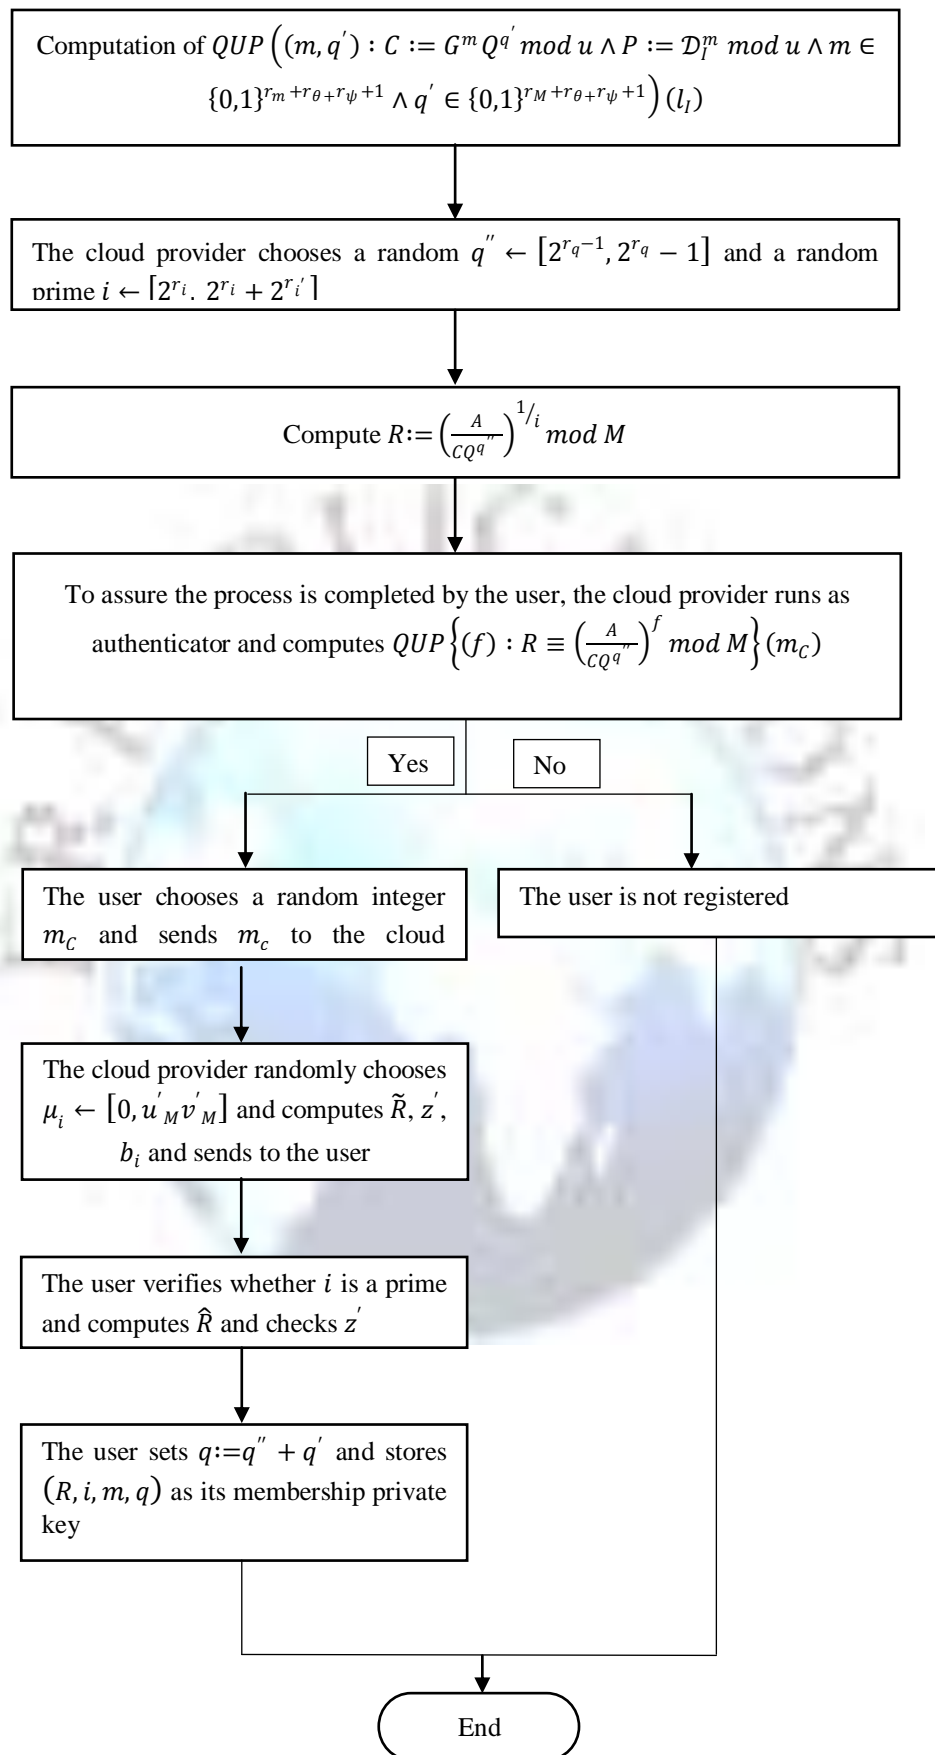 Computation of QUP((m, q′) : C := G^m Q^q′ mod u ∧ P := 𝒟_I^m mod u ∧ m ∈
{0,1}^{r_m+r_θ+r_ψ+1} ∧ q′ ∈ {0,1}^{r_M+r_θ+r_ψ+1})(l_I)
The cloud provider chooses a random q″ ← [2^{r_q−1}, 2^{r_q} − 1] and a random
prime i ← [2^{r_i}, 2^{r_i} + 2^{r_i′}]
Compute R := (A/(CQ^{q″}))^{1/i} mod M
To assure the process is completed by the user, the cloud provider runs as
authenticator and computes QUP{(f) : R ≡ (A/(CQ^{q″}))^f mod M}(m_C)
Yes
No
The user chooses a random integer
m_C and sends m_c to the cloud
The user is not registered
The cloud provider randomly chooses
μ_i ← [0, u′_M v′_M] and computes R̃, z′,
b_i and sends to the user
The user verifies whether i is a prime
and computes R̂ and checks z′
The user sets q := q″ + q′ and stores
(R, i, m, q) as its membership private
key
End